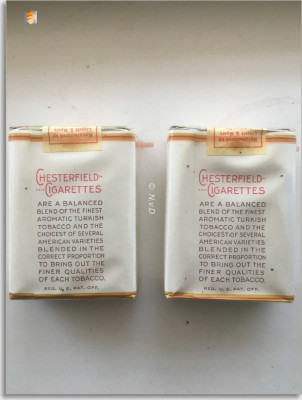 CHESTERFIELD
CIGARETTES
ARE A BALANCED
BLEND OF THE FINEST
AROMATIC TURKISH
TOBACCO AND THE
CHOICEST OF SEVERAL
AMERICAN VARIETIES
BLENDED IN THE
CORRECT PROPORTION
TO BRING OUT THE
FINER QUALITIES
OF EACH TOBACCO.
REG. U.S. PAT. OFF.
© NvD
CHESTERFIELD
CIGARETTES
ARE A BALANCED
BLEND OF THE FINEST
AROMATIC TURKISH
TOBACCO AND THE
CHOICEST OF SEVERAL
AMERICAN VARIETIES
BLENDED IN THE
CORRECT PROPORTION
TO BRING OUT THE
FINER QUALITIES
OF EACH TOBACCO.
REG. U.S. PAT. OFF.